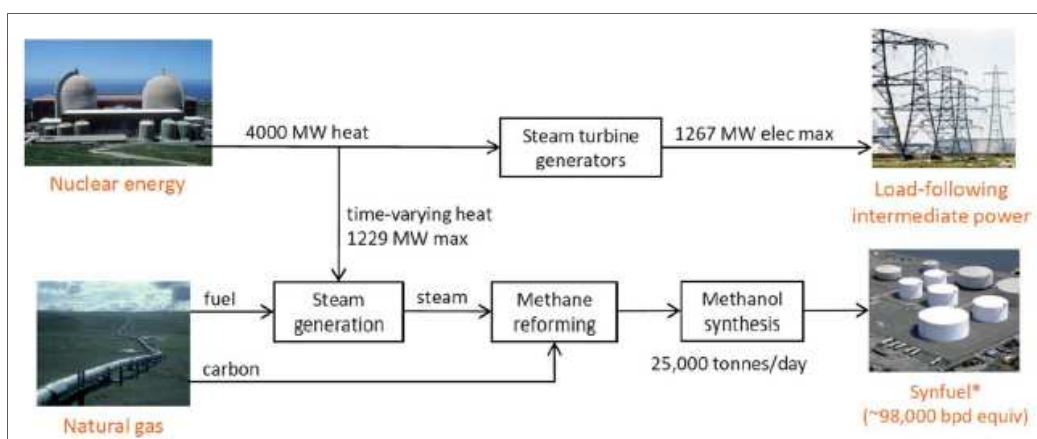 4000 MW heat
Steam turbine
generators
1267 MW elec max
Nuclear energy
Load-following
intermediate power
time-varying heat
1229 MW max
fuel
Steam
generation
steam
Methane
reforming
Methanol
synthesis
carbon
25,000 tonnes/day
Natural gas
Synfuel*
(~98,000 bpd equiv)